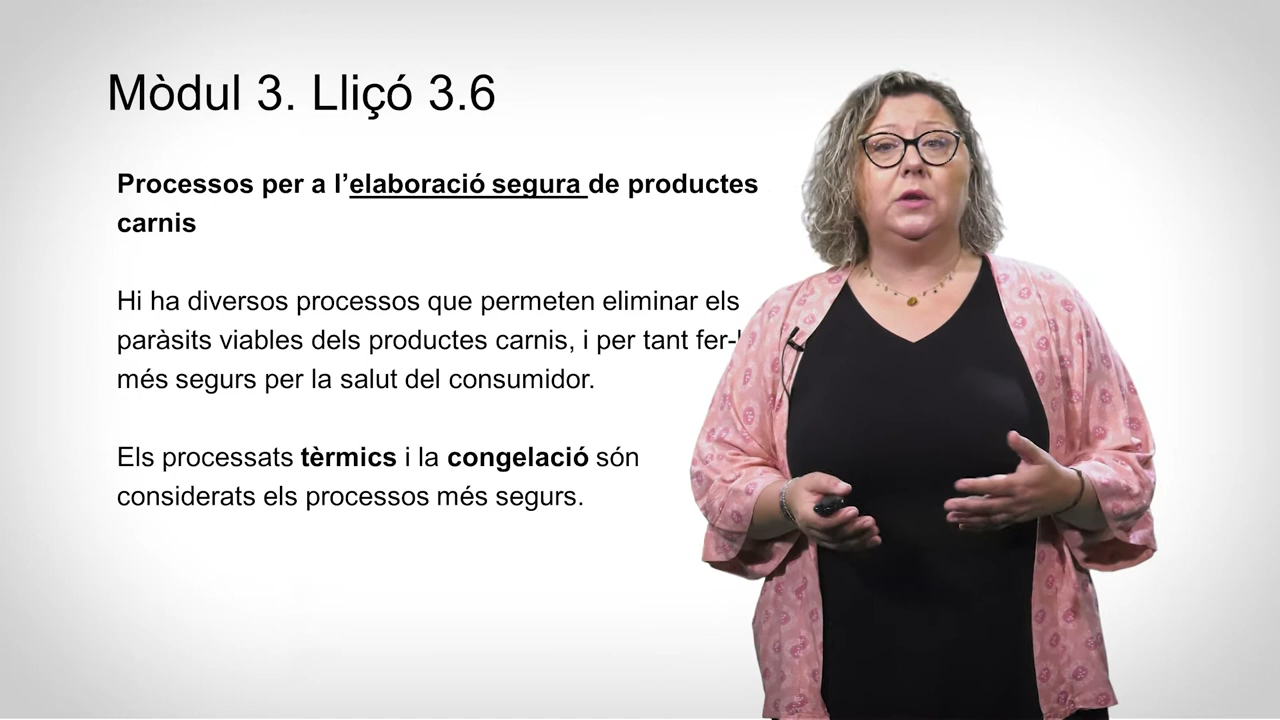 Mòdul 3. Lliçó 3.6
Processos per a l’elaboració segura de productes
carnis
Hi ha diversos processos que permeten eliminar els
paràsits viables dels productes carnis, i per tant
més segurs per la salut del consumidor.
Els processats tèrmics i la congelació són
considerats els processos més segurs.